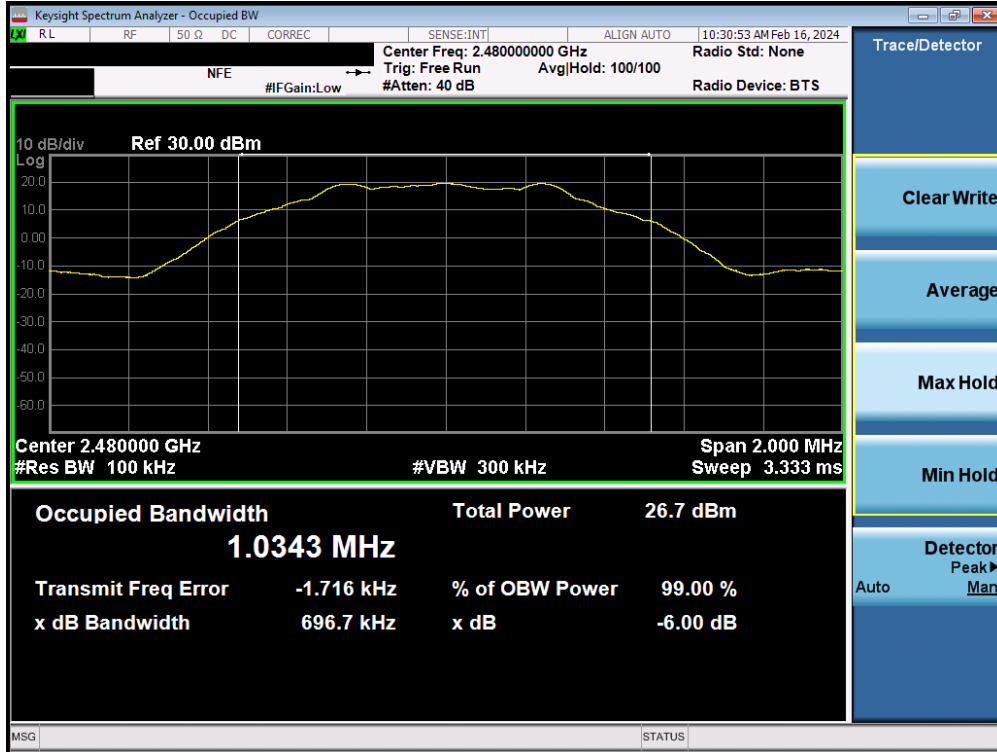 Keysight Spectrum Analyzer - Occupied BW
LXI RL RF 50 Ω DC CORREC SENSE:INT ALIGN AUTO 10:30:53 AM Feb 16, 2024
Center Freq: 2.480000000 GHz Radio Std: None
NFE Trig: Free Run Avg|Hold: 100/100
#IFGain:Low #Atten: 40 dB Radio Device: BTS
10 dB/div Ref 30.00 dBm
Log
20.0
10.0
0.00
-10.0
-20.0
-30.0
-40.0
-50.0
-60.0
Center 2.480000 GHz Span 2.000 MHz
#Res BW 100 kHz #VBW 300 kHz Sweep 3.333 ms
Occupied Bandwidth Total Power 26.7 dBm
1.0343 MHz
Transmit Freq Error -1.716 kHz % of OBW Power 99.00 %
x dB Bandwidth 696.7 kHz x dB -6.00 dB
MSG STATUS
Trace/Detector
Clear Write
Average
Max Hold
Min Hold
Detector
Peak▶
Auto Man